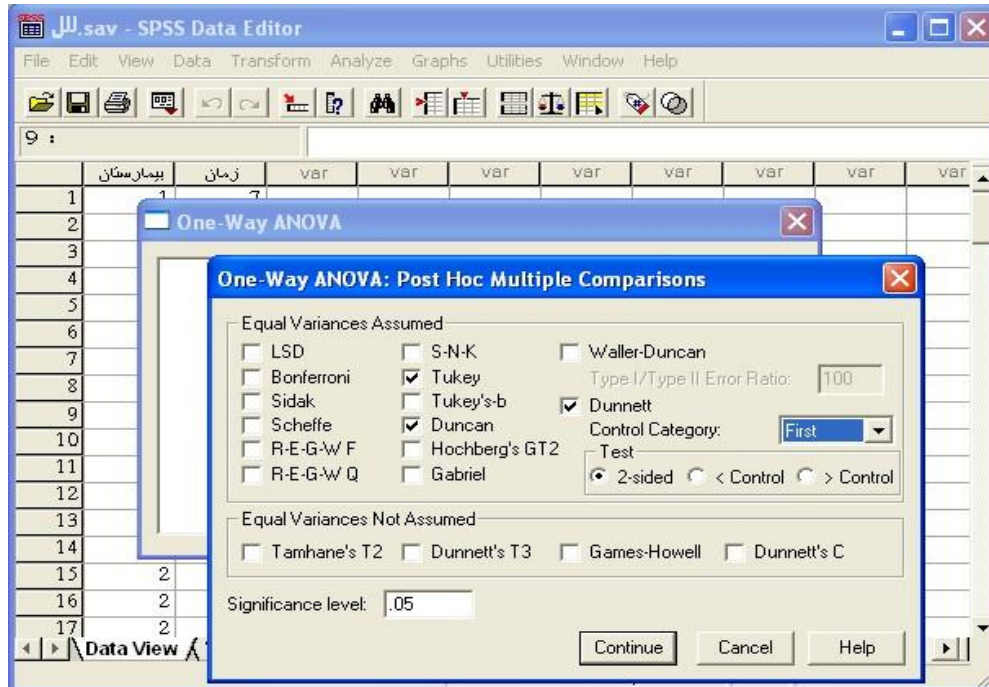 لل.sav - SPSS Data Editor
File Edit View Data Transform Analyze Graphs Utilities Window Help
9 :
بیمارستان زمان var var var var var var var var
1 1 7
2 One-Way ANOVA
3
4 One-Way ANOVA: Post Hoc Multiple Comparisons
5
6 Equal Variances Assumed
7 LSD S-N-K Waller-Duncan
8 Bonferroni Tukey Type I/Type II Error Ratio: 100
9 Sidak Tukey's-b Dunnett
10 Scheffe Duncan Control Category: First
11 R-E-G-W F Hochberg's GT2 Test
12 R-E-G-W Q Gabriel 2-sided < Control > Control
13 Equal Variances Not Assumed
14 Tamhane's T2 Dunnett's T3 Games-Howell Dunnett's C
15 2
16 2 Significance level: .05
17 2
Data View Continue Cancel Help